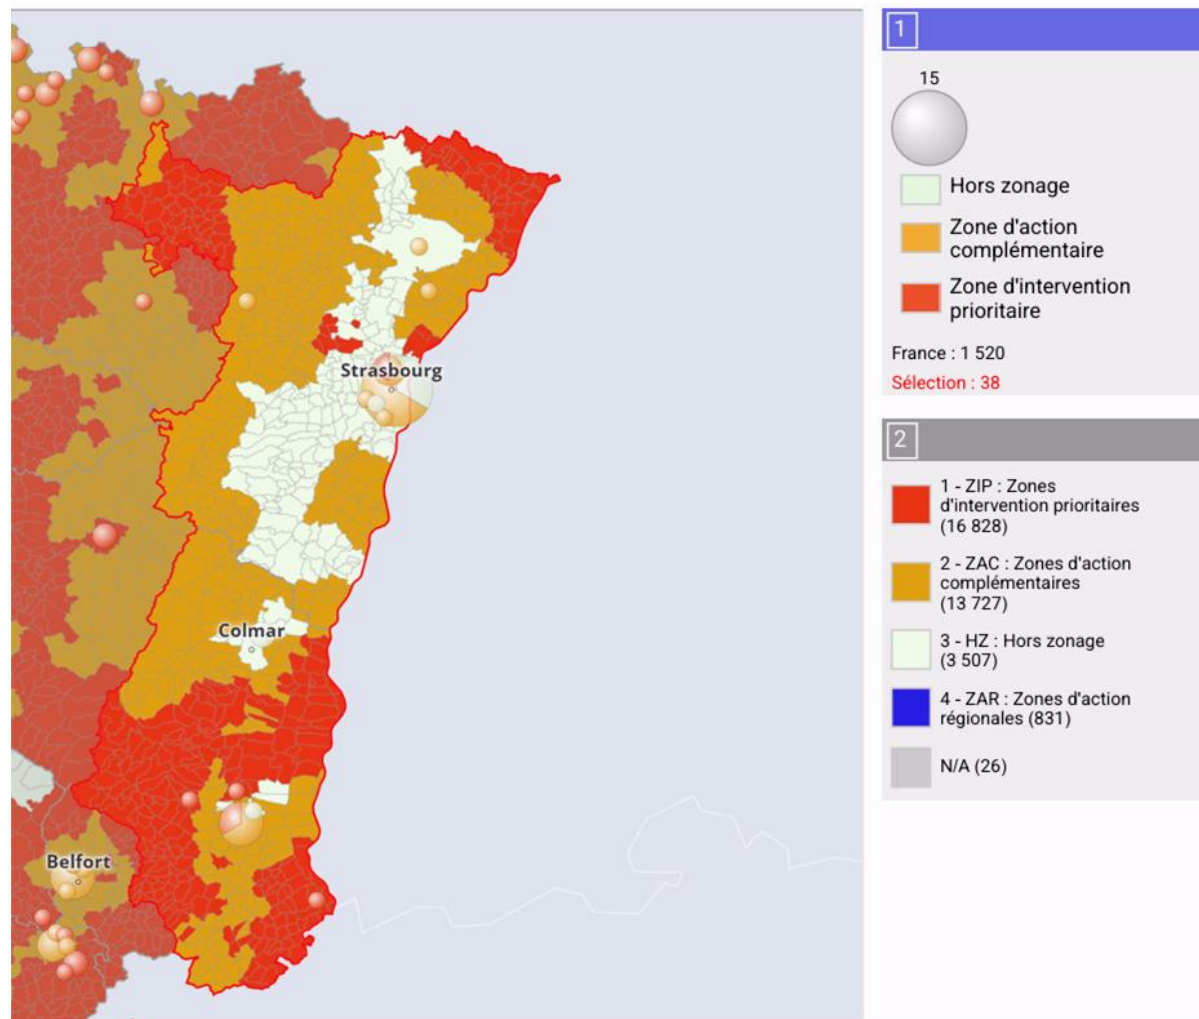 Strasbourg
Colmar
Belfort
1
15
Hors zonage
Zone d'action
complémentaire
Zone d'intervention
prioritaire
France : 1 520
Sélection : 38
2
1 - ZIP : Zones
d'intervention prioritaires
(16 828)
2 - ZAC : Zones d'action
complémentaires
(13 727)
3 - HZ : Hors zonage
(3 507)
4 - ZAR : Zones d'action
régionales (831)
N/A (26)